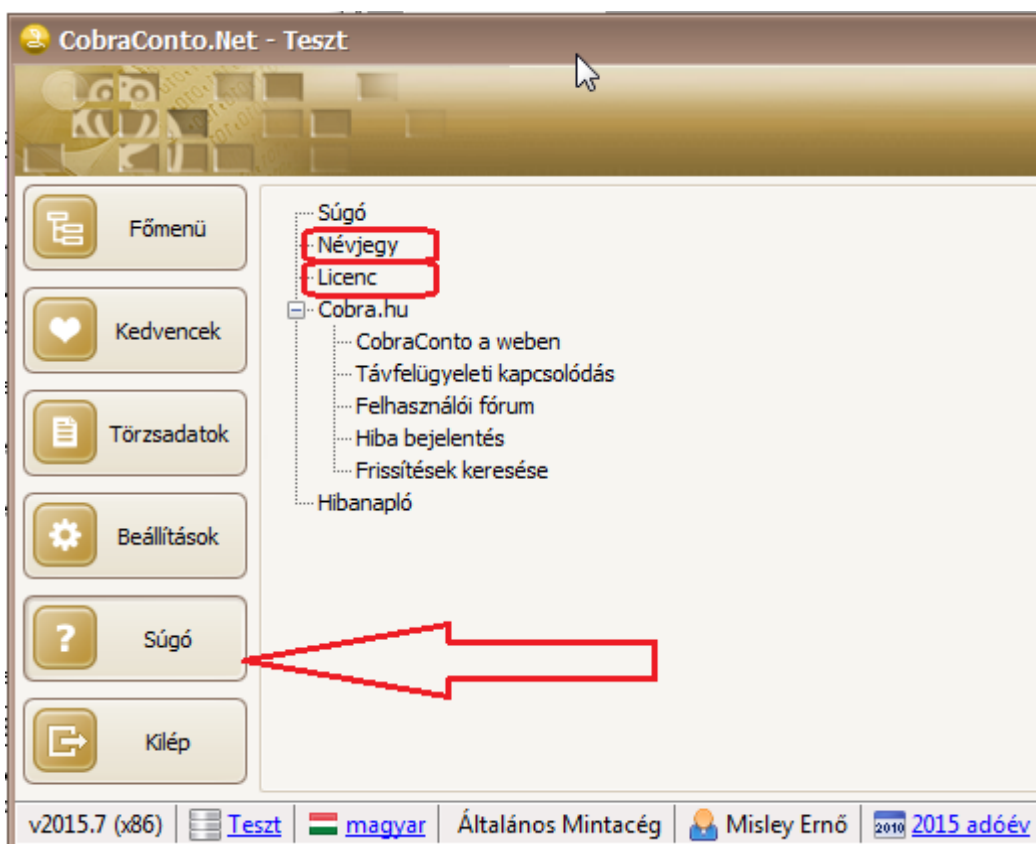 CobraConto.Net - Teszt
Főmenü
Kedvencek
Törzsadatok
Beállítások
Súgó
Kilép
Súgó
Névjegy
Licenc
Cobra.hu
CobraConto a weben
Távfelügyeleti kapcsolódás
Felhasználói fórum
Hiba bejelentés
Frissítések keresése
Hibanapló
v2015.7 (x86) Teszt magyar Általános Mintacég Misley Ernő 2010 2015 adóév